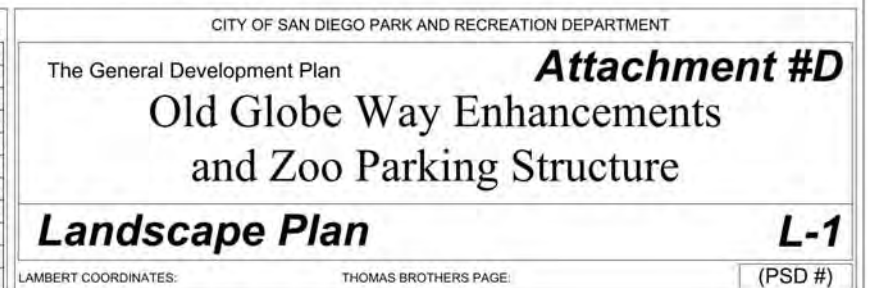 CITY OF SAN DIEGO PARK AND RECREATION DEPARTMENT
The General Development Plan
Attachment #D
Old Globe Way Enhancements
and Zoo Parking Structure
Landscape Plan
L-1
LAMBERT COORDINATES:
THOMAS BROTHERS PAGE:
(PSD #)